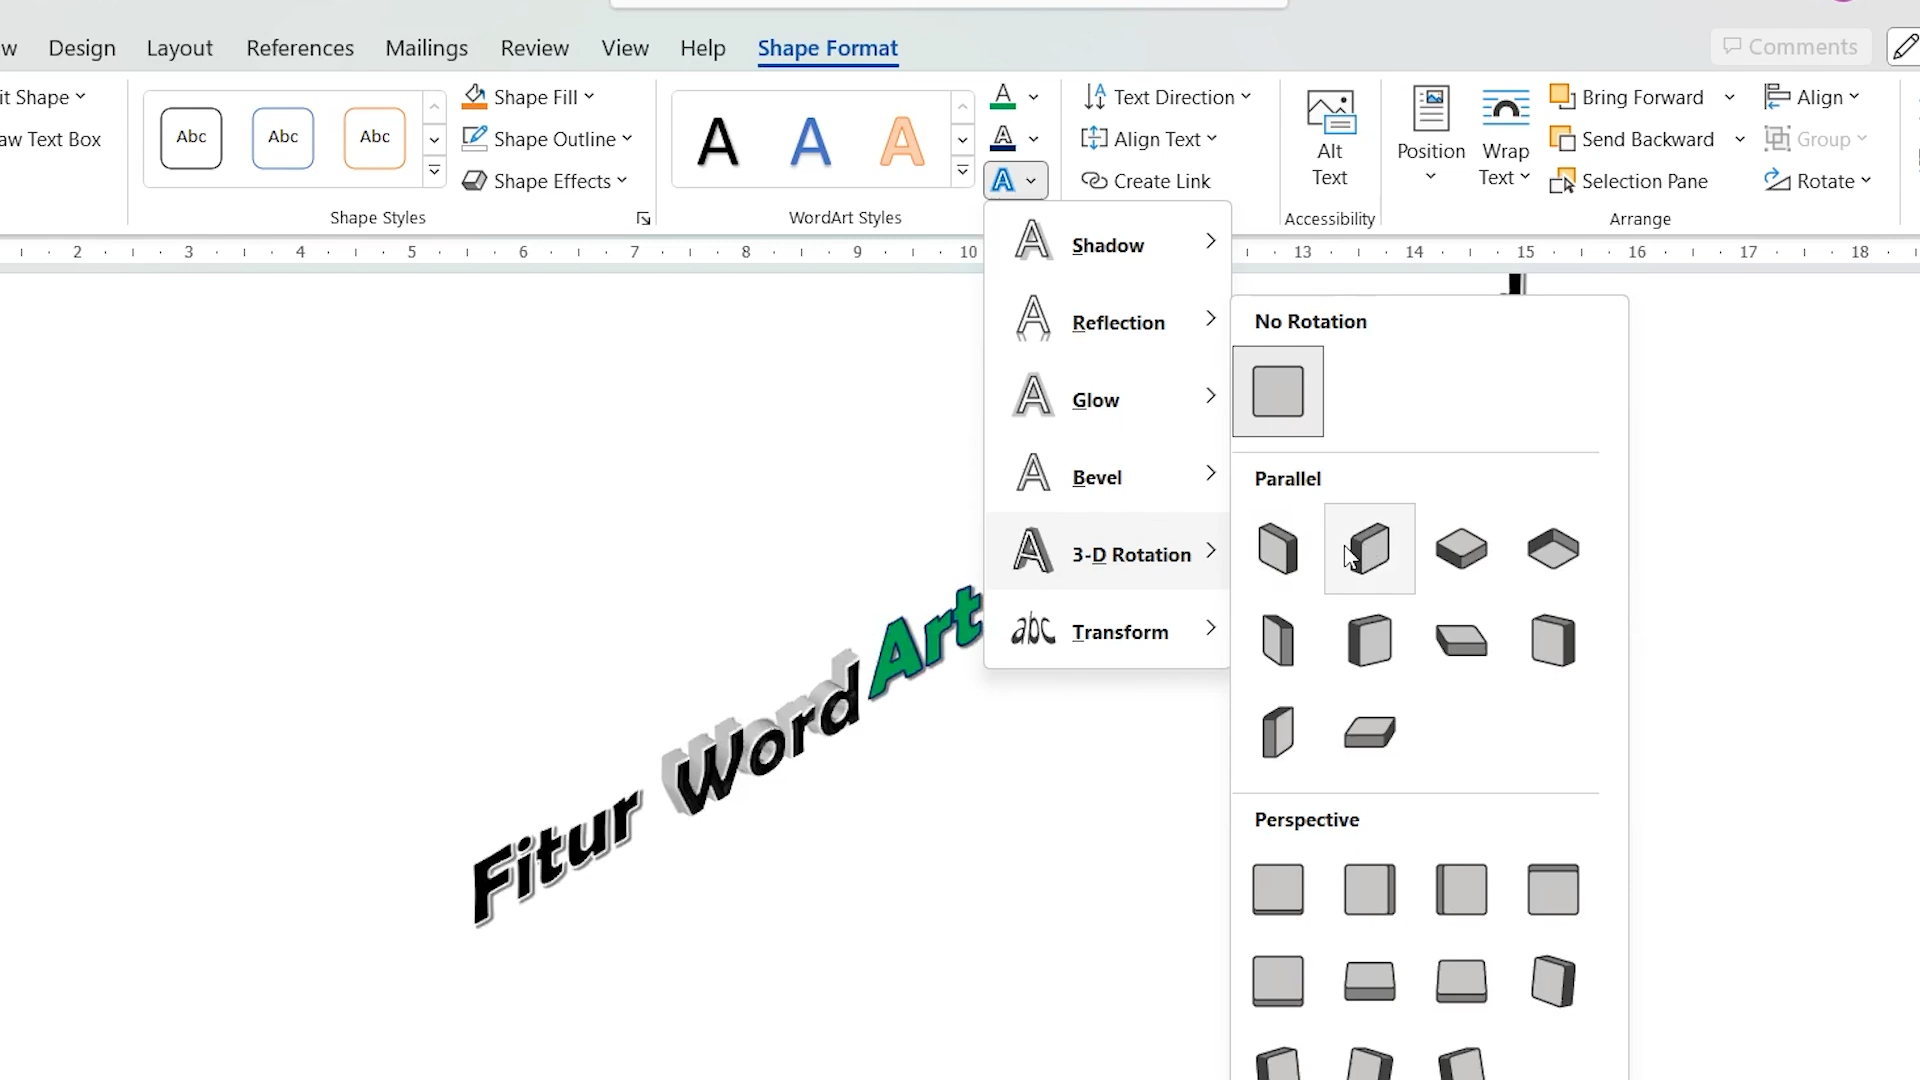 w Design Layout References Mailings Review View Help Shape Format Comments
it Shape
aw Text Box
Abc Abc Abc
Shape Fill
Shape Outline
Shape Effects
Shape Styles
A A A
A
A
A
WordArt Styles
Text Direction
Align Text
Create Link
Alt
Text
Accessibility
Position
Wrap
Text
Bring Forward
Send Backward
Selection Pane
Align
Group
Rotate
Arrange
2 3 4 5 6 7 8 9 10 13 14 15 16 17 18
A Shadow
A Reflection
A Glow
A Bevel
A 3-D Rotation
abc Transform
No Rotation
Parallel
Perspective
Fitur Word Art